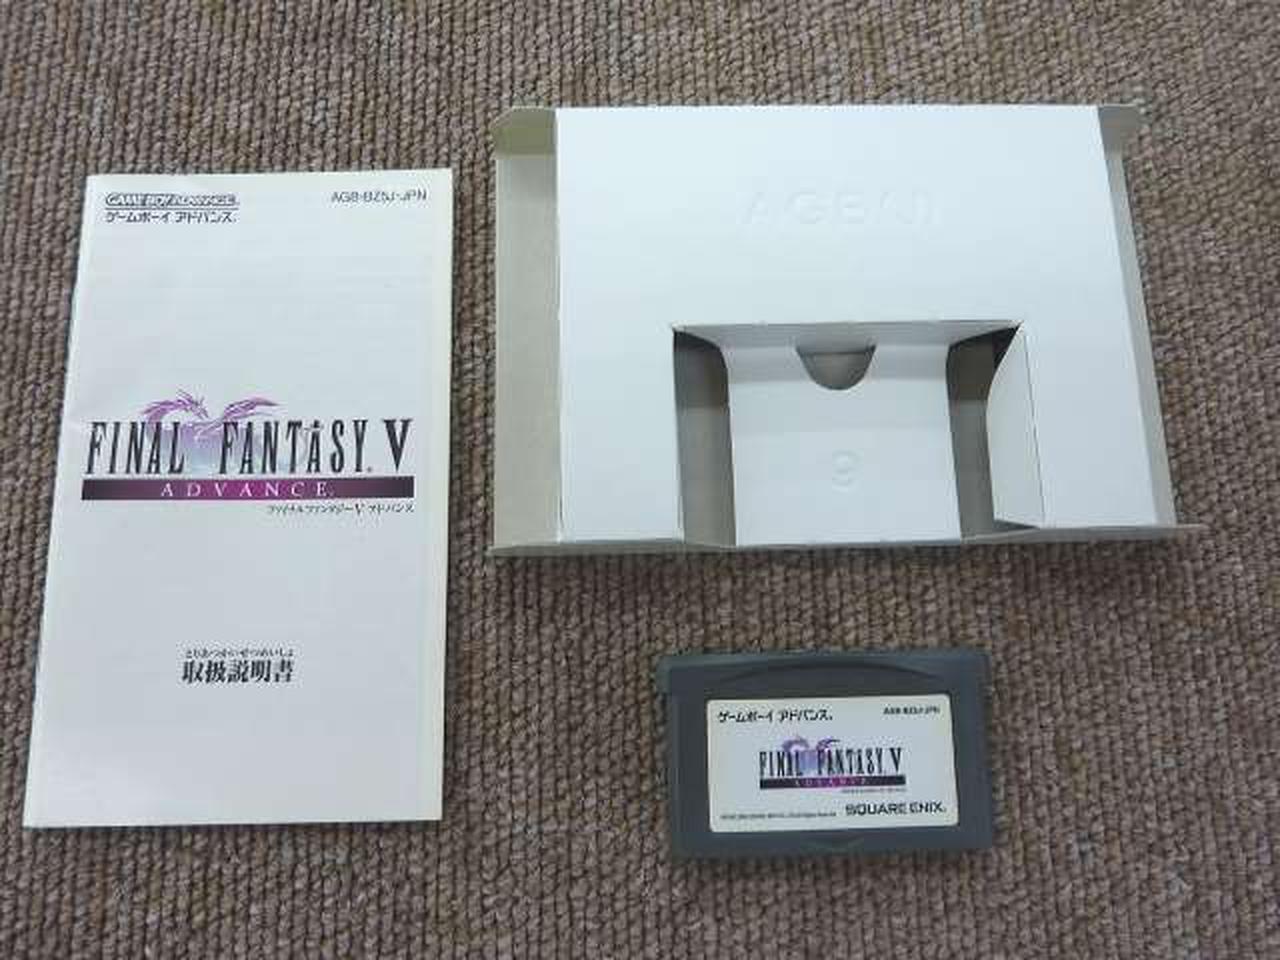 GAME BOY ADVANCE
ゲームボーイ アドバンス.
AGB-BZ5J-JPN
FINAL FANTASY. V
ADVANCE.
ファイナルファンタジーV アドバンス
とりあつかいせつめいしょ
取扱説明書
9
ゲームボーイ アドバンス.
AGB-BZ5J-JPN
FINAL FANTASY. V
ADVANCE
SQUARE ENIX.